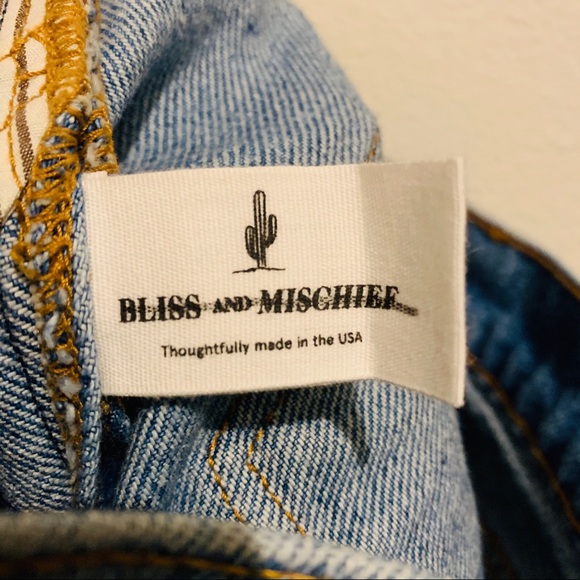 BLISS AND MISCHIEF
Thoughtfully made in the USA